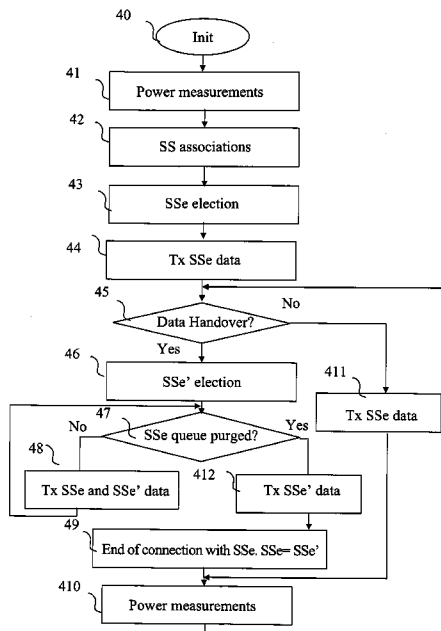 40
Init
41
Power measurements
42
SS associations
43
SSe election
44
Tx SSe data
45
Data Handover?
No
Yes
46
SSe' election
411
Tx SSe data
47
SSe queue purged?
No
Yes
48
Tx SSe and SSe' data
412
Tx SSe' data
49
End of connection with SSe. SSe= SSe'
410
Power measurements